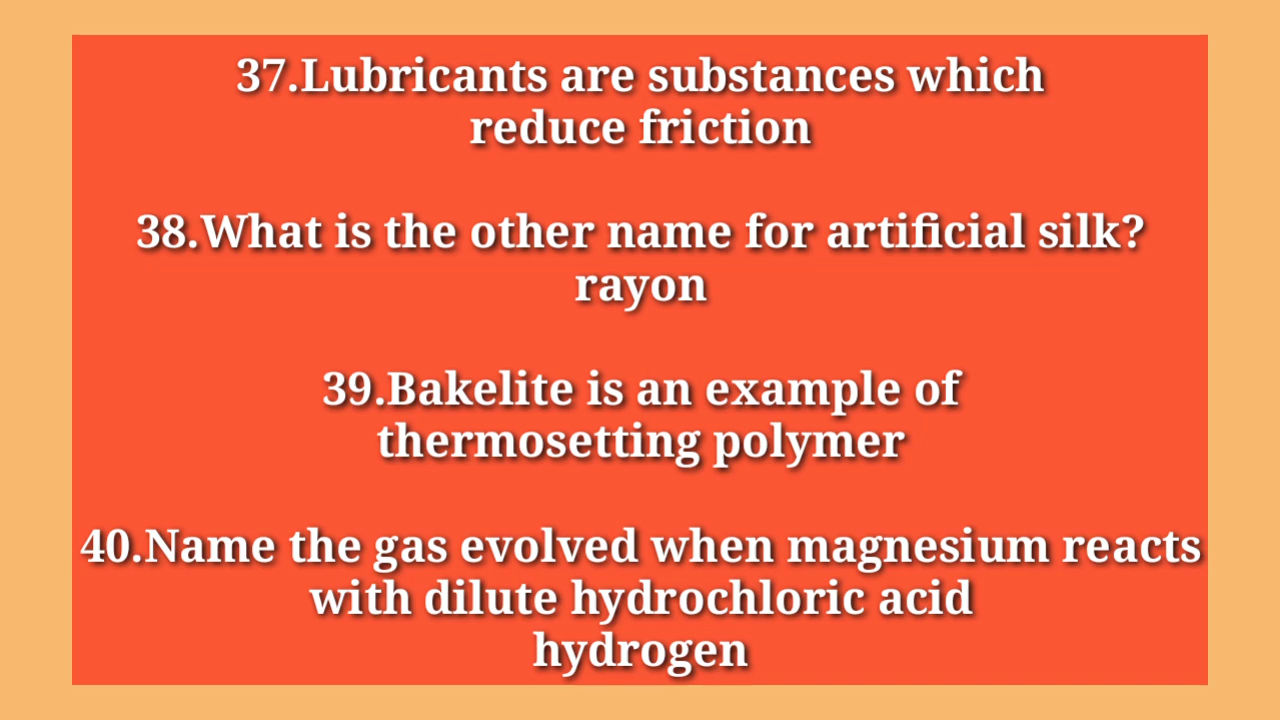 37.Lubricants are substances which
reduce friction
38.What is the other name for artificial silk?
rayon
39.Bakelite is an example of
thermosetting polymer
40.Name the gas evolved when magnesium reacts
with dilute hydrochloric acid
hydrogen